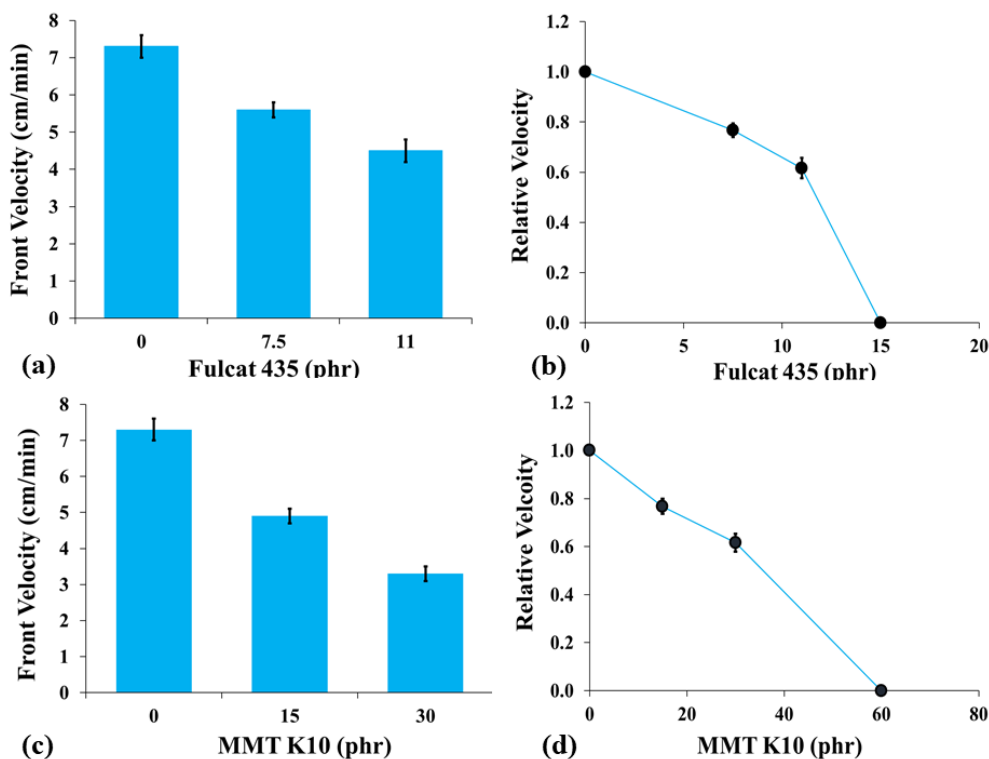 Front Velocity (cm/min)
8
7
6
5
4
3
2
1
0
0 7.5 11
Fulcat 435 (phr)
(a)
Relative Velocity
1.2
1.0
0.8
0.6
0.4
0.2
0.0
0 5 10 15 20
Fulcat 435 (phr)
(b)
Front Velocity (cm/min)
8
7
6
5
4
3
2
1
0
0 15 30
MMT K10 (phr)
(c)
Relative Velcoity
1.2
1.0
0.8
0.6
0.4
0.2
0.0
0 20 40 60 80
MMT K10 (phr)
(d)